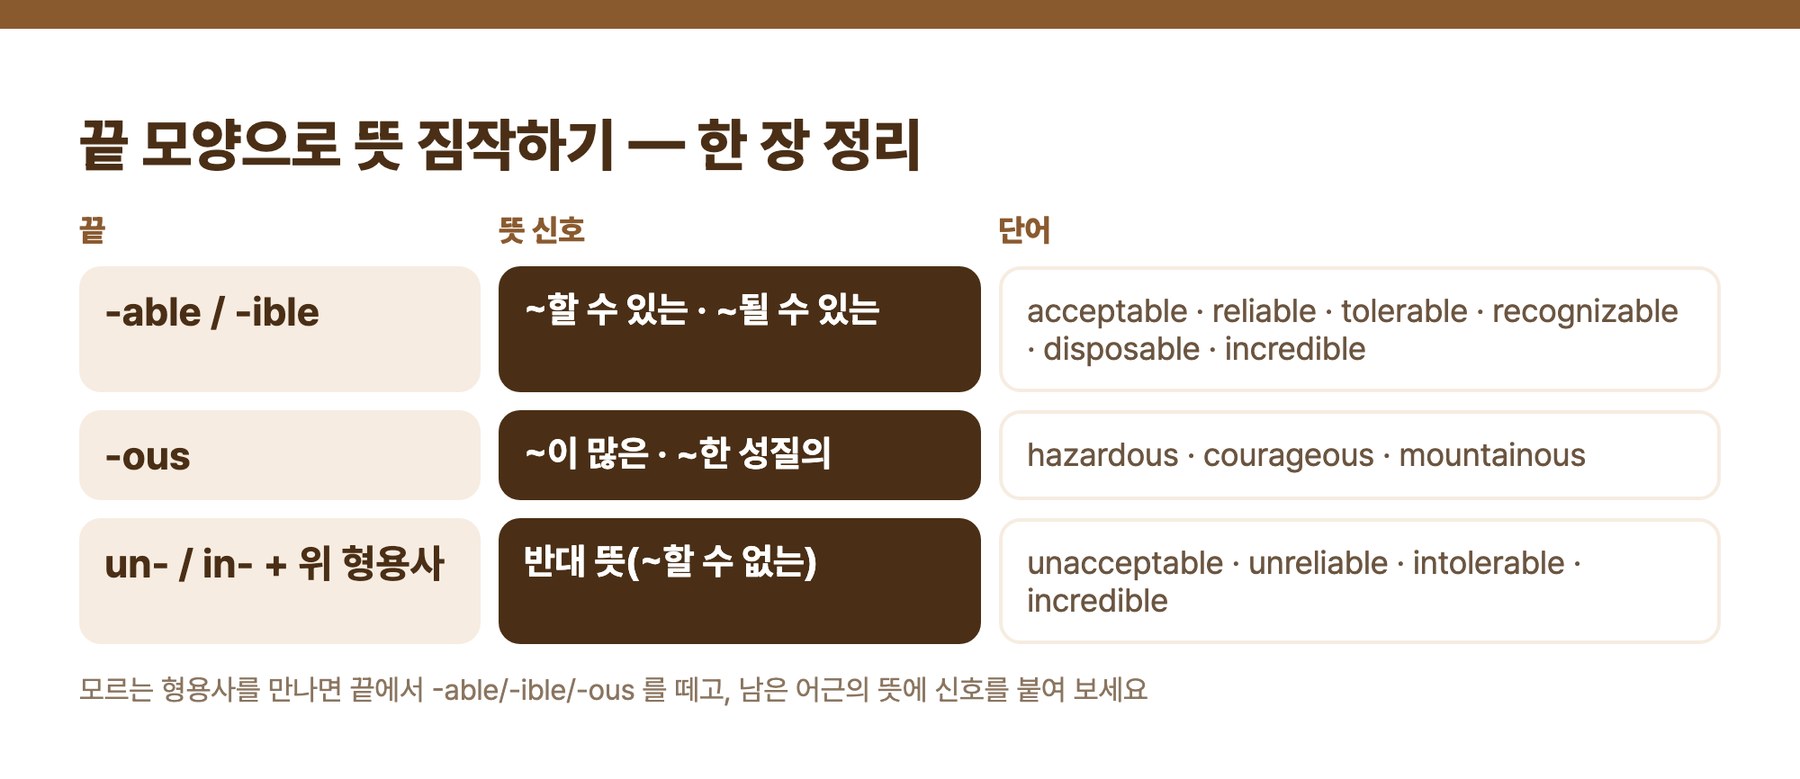 끝 모양으로 뜻 짐작하기 — 한 장 정리
끝
뜻 신호
단어
-able / -ible
~할 수 있는 · ~될 수 있는
acceptable · reliable · tolerable · recognizable
· disposable · incredible
-ous
~이 많은 · ~한 성질의
hazardous · courageous · mountainous
un- / in- + 위 형용사
반대 뜻(~할 수 없는)
unacceptable · unreliable · intolerable ·
incredible
모르는 형용사를 만나면 끝에서 -able/-ible/-ous 를 떼고, 남은 어근의 뜻에 신호를 붙여 보세요